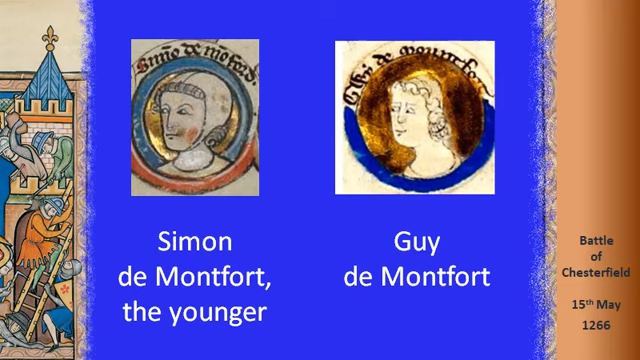 Simon
de Montfort,
the younger
Guy
de Montfort
Battle
of
Chesterfield
15th May
1266